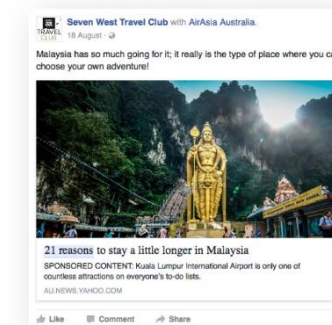 TRAVEL
CLUB
Seven West Travel Club with AirAsia Australia.
18 August ·
Malaysia has so much going for it; it really is the type of place where you ca
choose your own adventure!
21 reasons to stay a little longer in Malaysia
SPONSORED CONTENT: Kuala Lumpur International Airport is only one of
countless attractions on everyone's to-do lists.
AU.NEWS.YAHOO.COM
Like Comment Share